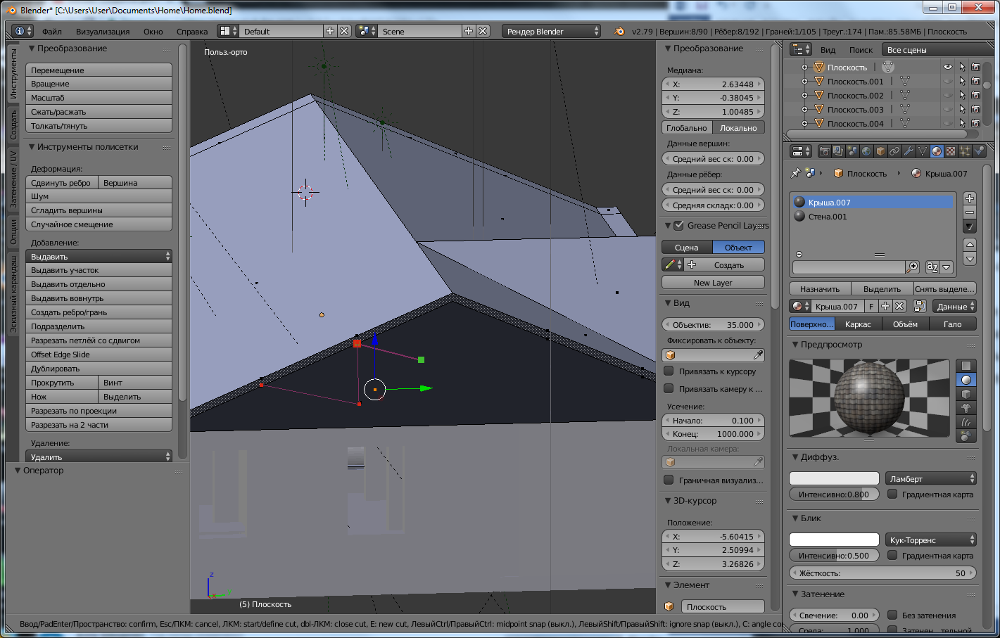 Blender* [C:\Users\User\Documents\Home\Home.blend]
Файл Визуализация Окно Справка Default Scene Рендер Blender v2.79 | Вершин:8/90 | Рёбер:8/192 | Граней:1/105 | Треуг.:174 | Пам.:85.58МБ | Плоскость
Инструменты
Создать
Затенение / UV
Опции
Эскизный карандаш
Преобразование
Перемещение
Вращение
Масштаб
Сжать/расжать
Толкать/тянуть
Инструменты полисетки
Деформация:
Сдвинуть ребро Вершина
Шум
Сгладить вершины
Случайное смещение
Добавление:
Выдавить
Выдавить участок
Выдавить отдельно
Выдавить вовнутрь
Создать ребро/грань
Подразделить
Разрезать петлёй со сдвигом
Offset Edge Slide
Дублировать
Прокрутить Винт
Нож Выделить
Разрезать по проекции
Разрезать на 2 части
Удаление:
Удалить
Оператор
Польз.-орто
z
y
x
(5) Плоскость
Преобразование
Медиана:
X: 2.63448
Y: -0.38045
Z: 1.00485
Глобально Локально
Данные вершин:
Средний вес ск: 0.00
Данные рёбер:
Средний вес ск: 0.00
Средняя складк: 0.00
Grease Pencil Layers
Сцена Объект
Создать
New Layer
Вид
Объектив: 35.000
Фиксировать к объекту:
Привязать к курсору
Привязать камеру к ...
Усечение:
Начало: 0.100
Конец: 1000.000
Локальная камера:
Граничная визуализ...
3D-курсор
Положение:
X: -5.60415
Y: 2.50994
Z: 3.26826
Элемент
Плоскость
Вид Поиск Все сцены
Плоскость
Плоскость.001
Плоскость.002
Плоскость.003
Плоскость.004
Плоскость Крыша.007
Крыша.007
Стена.001
Назначить Выделить Снять выделе...
Крыша.007 F Данные
Поверхно... Каркас Объём Гало
Предпросмотр
Диффуз.
Ламберт
Интенсивно:0.800 Градиентная карта
Блик
Кук-Торренс
Интенсивно:0.500 Градиентная карта
Жёсткость: 50
Затенение
Свечение: 0.00 Без затенения
Среда: 1.000
Ввод/PadEnter/Пространство: confirm, Esc/ПКМ: cancel, ЛКМ: start/define cut, dbl-ЛКМ: close cut, E: new cut, ЛевыйCtrl/ПравыйCtrl: midpoint snap (выкл.), ЛевыйShift/ПравыйShift: ignore snap (выкл.), C: angle